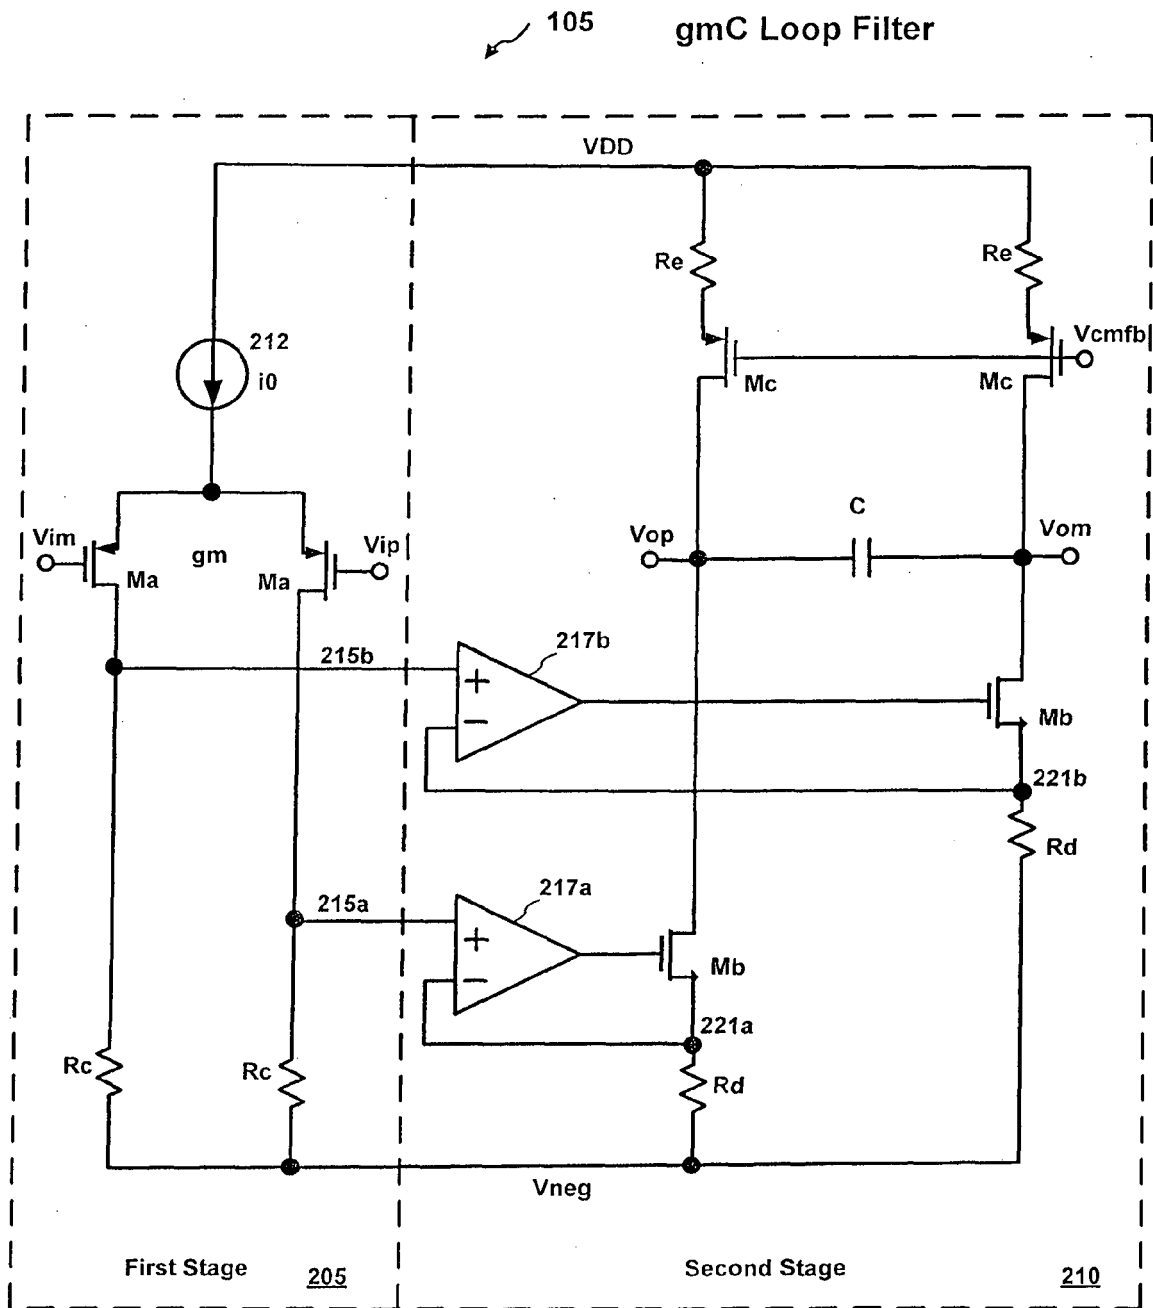 105
gmC Loop Filter
VDD
Re
Re
212
i0
Vcmfb
Mc
Mc
C
Vim
gm
Vip
Vop
Vom
Ma
Ma
217b
215b
+
−
Mb
221b
Rd
217a
215a
+
−
Mb
221a
Rc
Rc
Rd
Vneg
First Stage
205
Second Stage
210